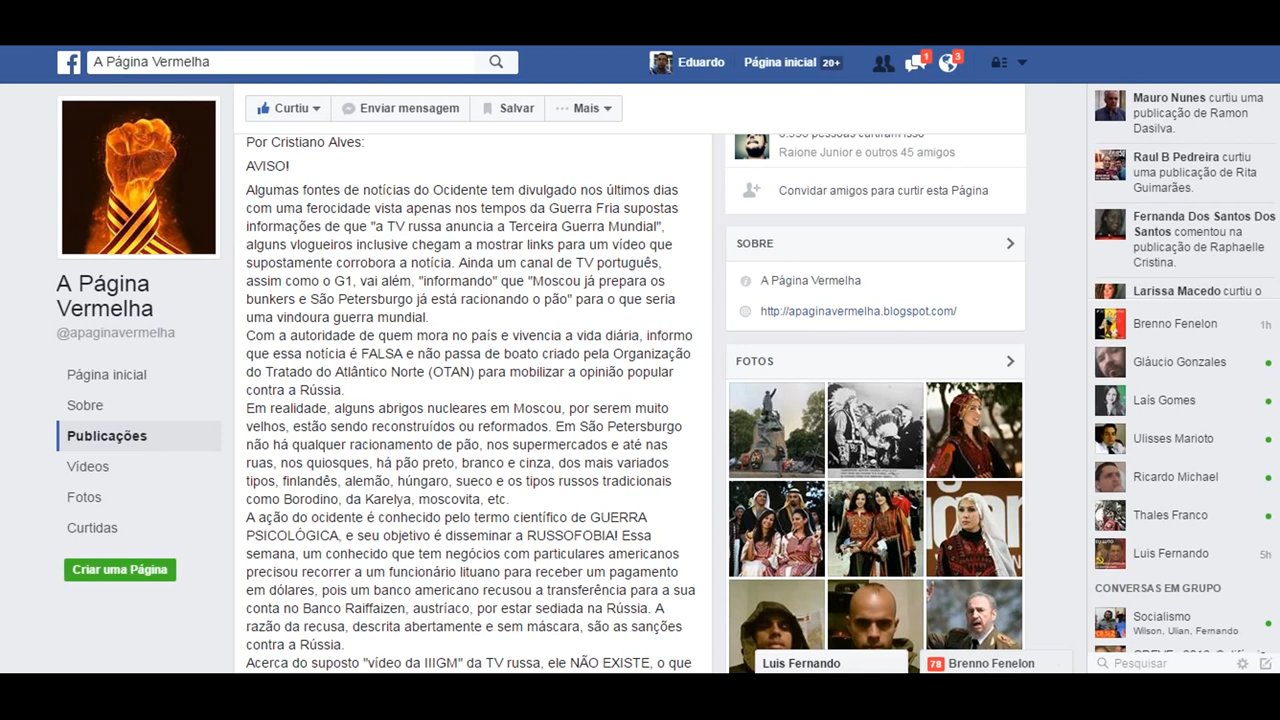 A Página Vermelha
Eduardo
Página inicial 20+
1
3
Curtiu
Enviar mensagem
Salvar
Mais
A Página
Vermelha
@apaginavermelha
Página inicial
Sobre
Publicações
Vídeos
Fotos
Curtidas
Criar uma Página
Por Cristiano Alves:
AVISO!
Algumas fontes de notícias do Ocidente tem divulgado nos últimos dias
com uma ferocidade vista apenas nos tempos da Guerra Fria supostas
informações de que "a TV russa anuncia a Terceira Guerra Mundial",
alguns vlogueiros inclusive chegam a mostrar links para um vídeo que
supostamente corrobora a notícia. Ainda um canal de TV português,
assim como o G1, vai além, "informando" que "Moscou já prepara os
bunkers e São Petersburgo já está racionando o pão" para o que seria
uma vindoura guerra mundial.
Com a autoridade de quem mora no país e vivencia a vida diária, informo
que essa notícia é FALSA e não passa de boato criado pela Organização
do Tratado do Atlântico Norte (OTAN) para mobilizar a opinião popular
contra a Rússia.
Em realidade, alguns abrigos nucleares em Moscou, por serem muito
velhos, estão sendo reconstruídos ou reformados. Em São Petersburgo
não há qualquer racionamento de pão, nos supermercados e até nas
ruas, nos quiosques, há pão preto, branco e cinza, dos mais variados
tipos, finlandês, alemão, húngaro, sueco e os tipos russos tradicionais
como Borodino, da Karelya, moscovita, etc.
A ação do ocidente é conhecido pelo termo científico de GUERRA
PSICOLÓGICA, e seu objetivo é disseminar a RUSSOFOBIA! Essa
semana, um conhecido que tem negócios com particulares americanos
precisou recorrer a um funcionário lituano para receber um pagamento
em dólares, pois um banco americano recusou a transferência para a sua
conta no Banco Raiffaizen, austríaco, por estar sediada na Rússia. A
razão da recusa, descrita abertamente e sem máscara, são as sanções
contra a Rússia.
Acerca do suposto "vídeo da IIIGM" da TV russa, ele NÃO EXISTE, o que
pessoas curtiram isso
Raione Junior e outros 45 amigos
Convidar amigos para curtir esta Página
SOBRE
A Página Vermelha
http://apaginavermelha.blogspot.com/
FOTOS
Luis Fernando
78 Brenno Fenelon
Mauro Nunes curtiu uma
publicação de Ramon
Dasilva.
Raul B Pedreira curtiu
uma publicação de Rita
Guimarães.
Fernanda Dos Santos Dos
Santos comentou na
publicação de Raphaelle
Cristina.
Larissa Macedo curtiu o
Brenno Fenelon 1h
Gláucio Gonzales
Laís Gomes
Ulisses Marioto
Ricardo Michael
Thales Franco
Luis Fernando 5h
CONVERSAS EM GRUPO
Socialismo
Wilson, Ulian, Fernando
Pesquisar